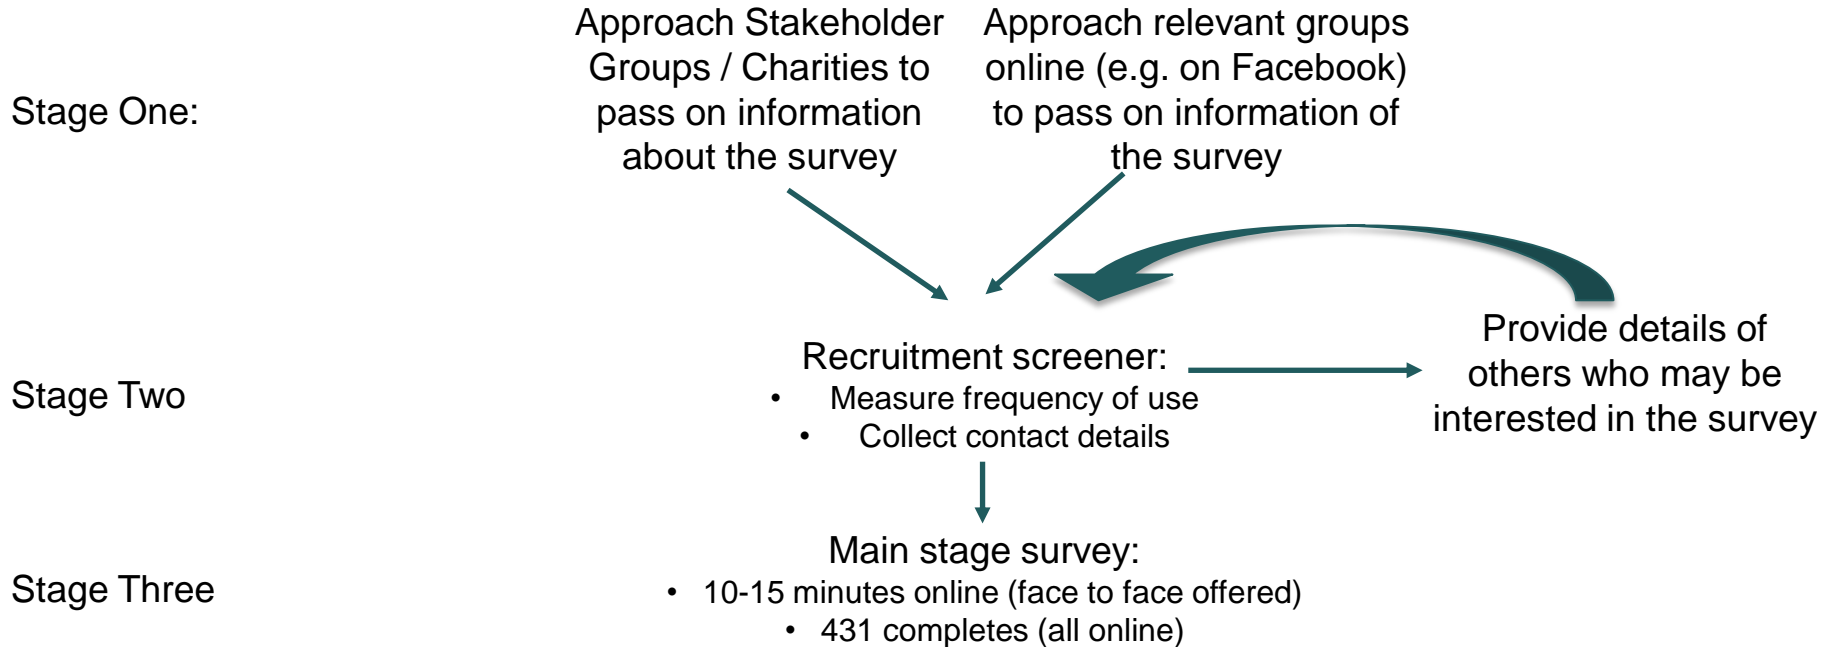 Stage One:
Approach Stakeholder
Groups / Charities to
pass on information
about the survey
Approach relevant groups
online (e.g. on Facebook)
to pass on information of
the survey
Stage Two
Recruitment screener:
• Measure frequency of use
• Collect contact details
Provide details of
others who may be
interested in the survey
Stage Three
Main stage survey:
• 10-15 minutes online (face to face offered)
• 431 completes (all online)